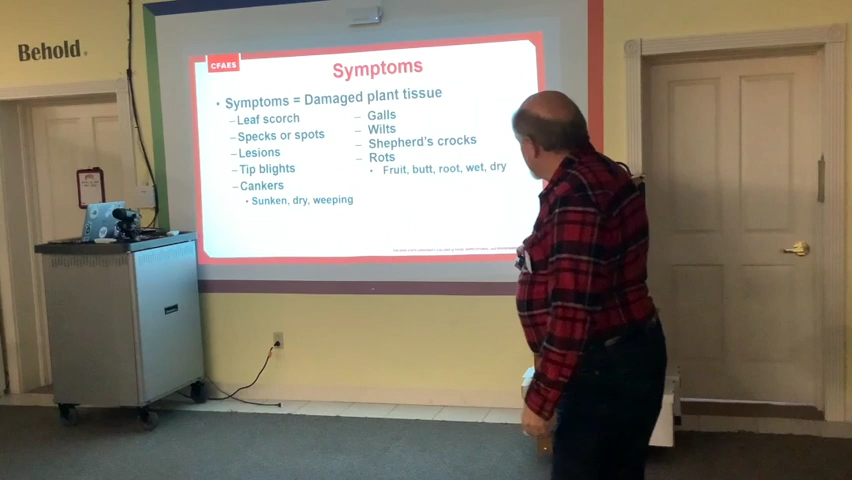 Behold.
CFAES
Symptoms
• Symptoms = Damaged plant tissue
–Leaf scorch
–Specks or spots
–Lesions
–Tip blights
–Cankers
• Sunken, dry, weeping
– Galls
– Wilts
– Shepherd's crocks
– Rots
• Fruit, butt, root, wet, dry